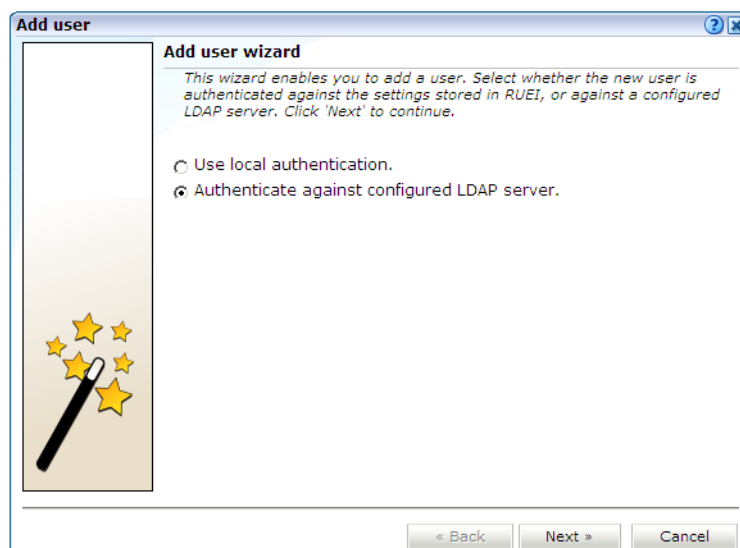 Add user
Add user wizard
This wizard enables you to add a user. Select whether the new user is
authenticated against the settings stored in RUEI, or against a configured
LDAP server. Click 'Next' to continue.
Use local authentication.
Authenticate against configured LDAP server.
« Back
Next »
Cancel